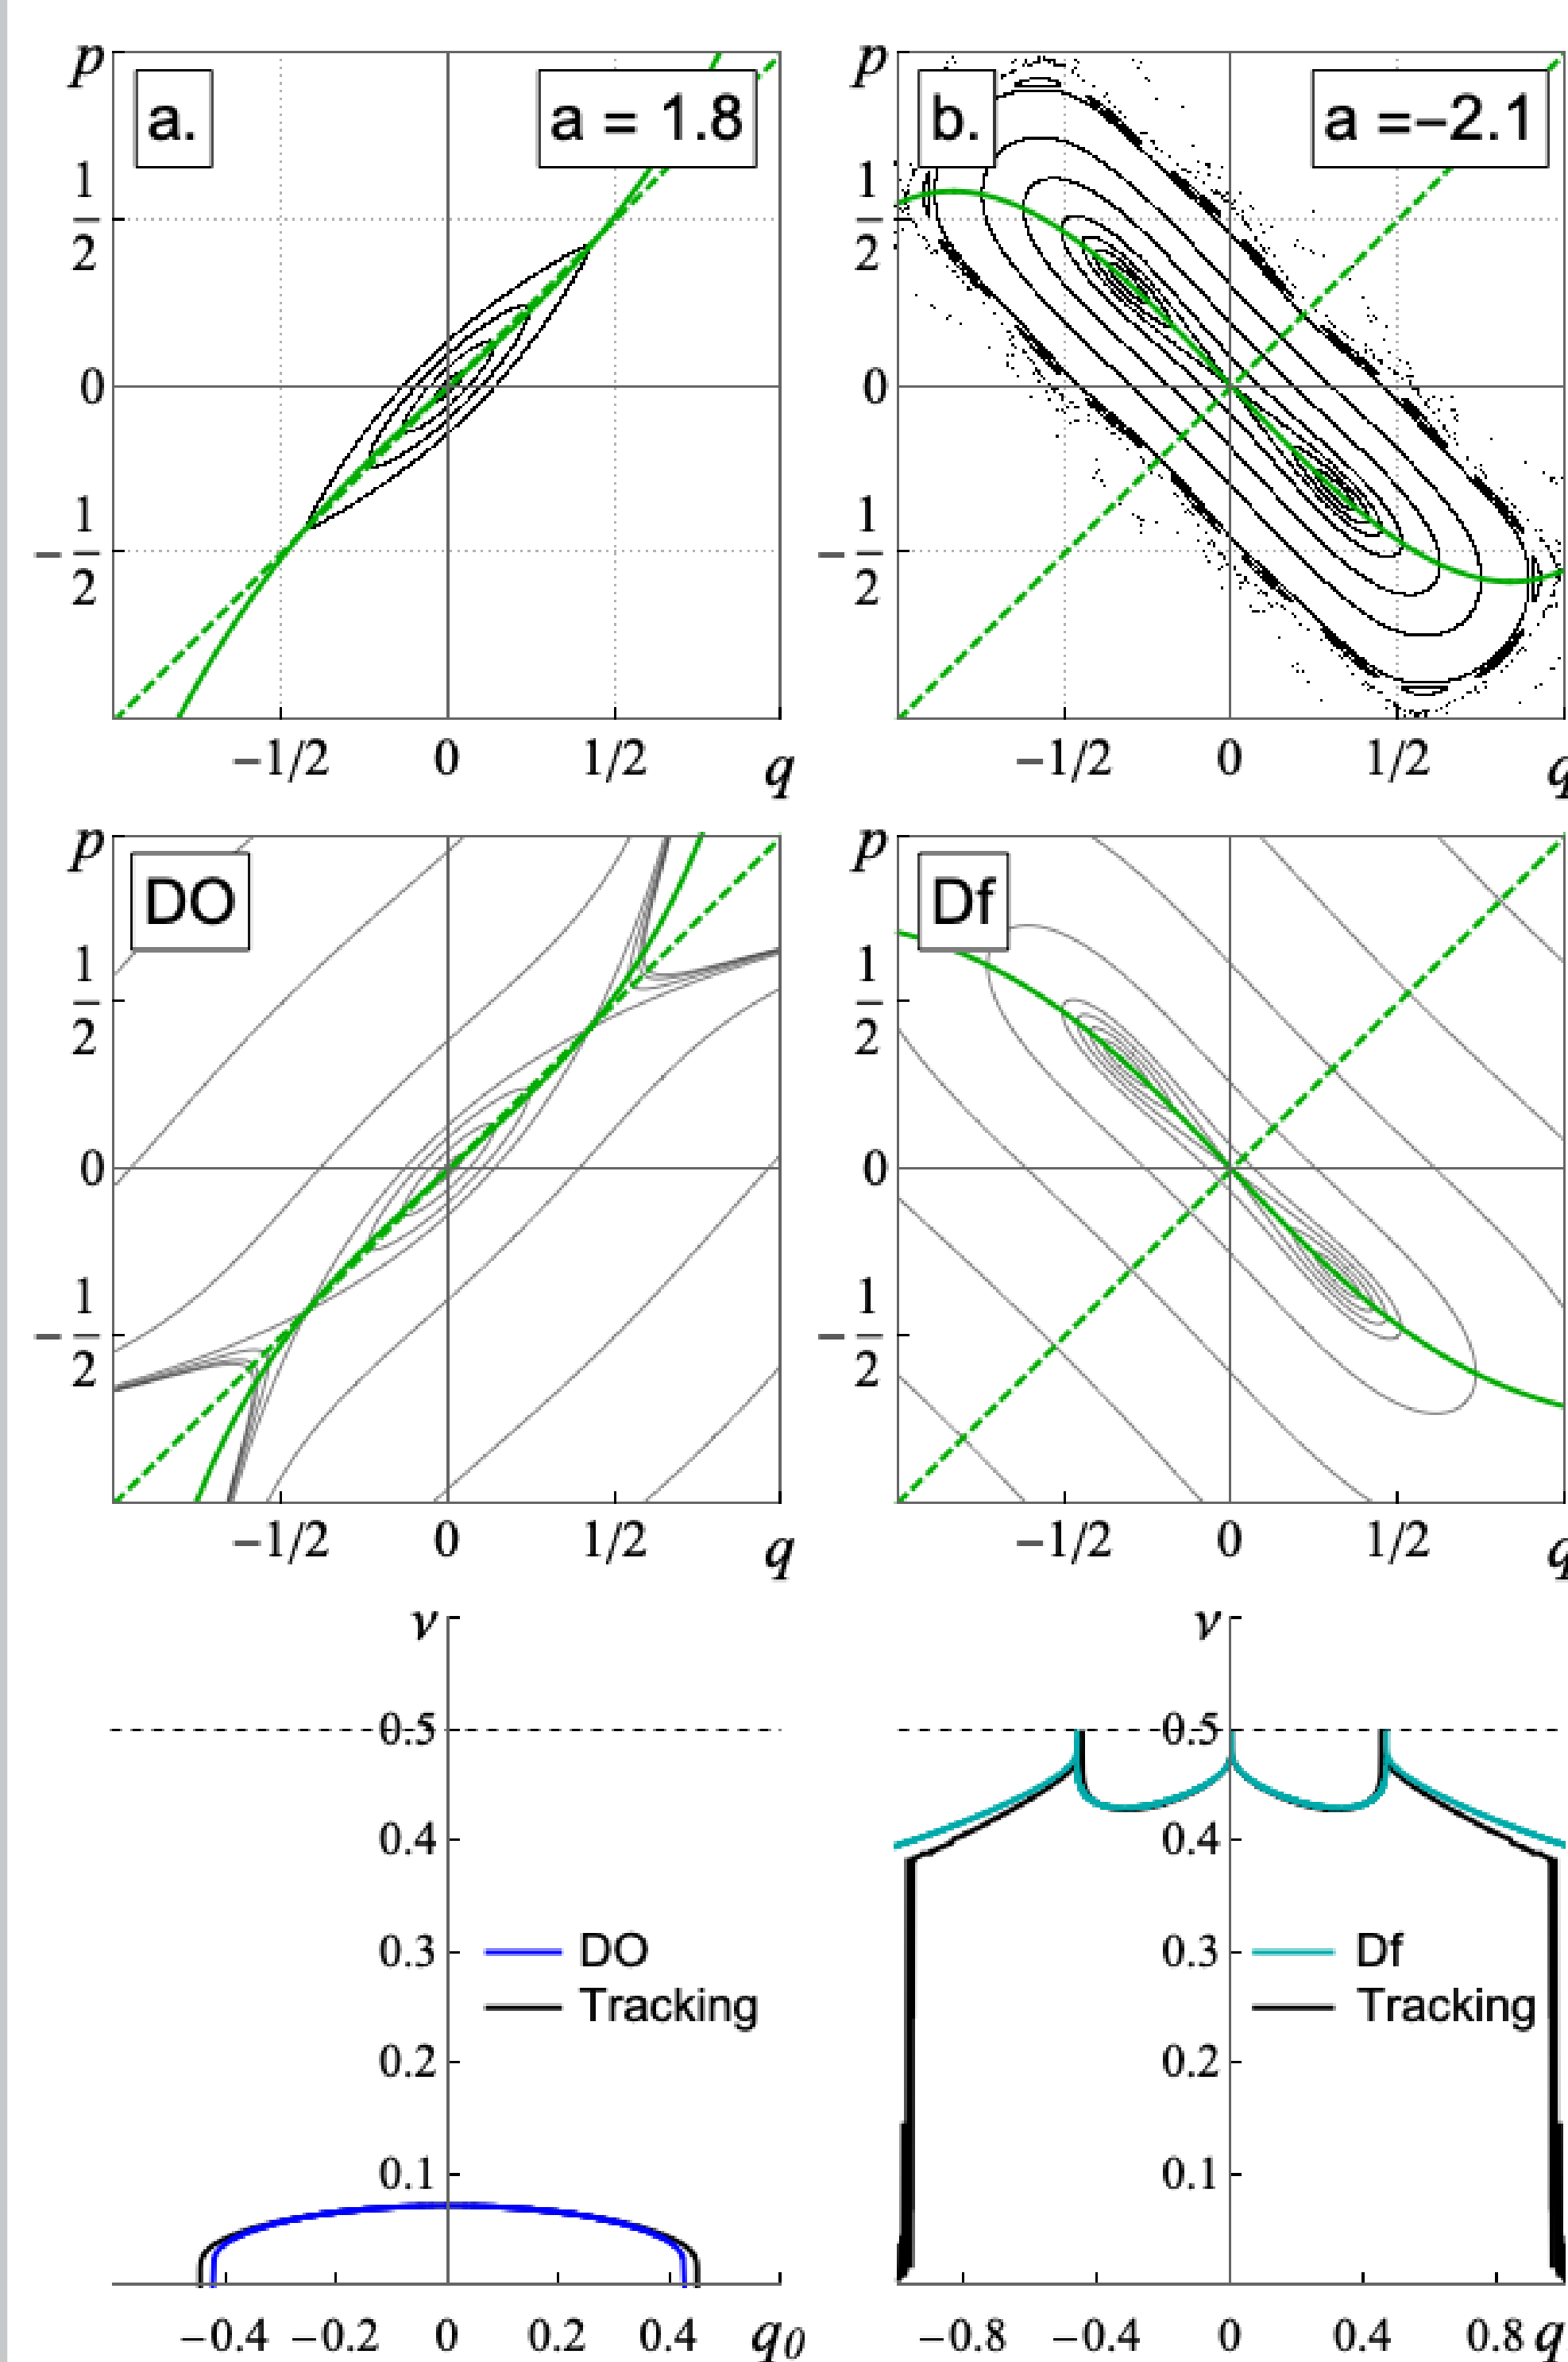 p
a.
a = 1.8
1
2
0
−
1
2
−1/2 0 1/2 q
p
b.
a =−2.1
1
2
0
−
1
2
−1/2 0 1/2 q
p
DO
1
2
0
−
1
2
−1/2 0 1/2 q
p
Df
1
2
0
−
1
2
−1/2 0 1/2 q
ν
0.5
0.4
0.3
0.2
0.1
DO
Tracking
−0.4 −0.2 0 0.2 0.4 q0
ν
0.5
0.4
0.3
0.2
0.1
Df
Tracking
−0.8 −0.4 0 0.4 0.8 q